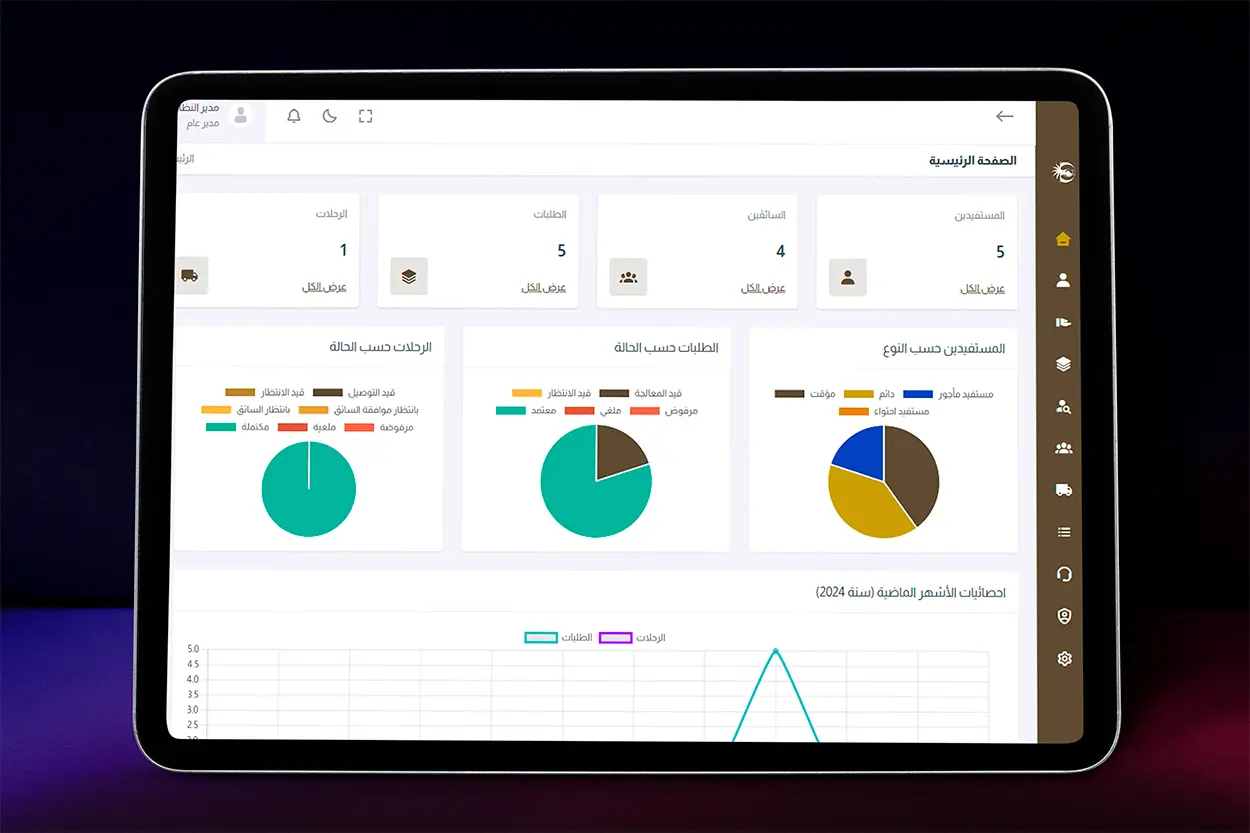 مدير النظا
مدير عام
الصفحة الرئيسية
الرئيـ
المستفيدين
5
عرض الكل
السائقين
4
عرض الكل
الطلبات
5
عرض الكل
الرحلات
1
عرض الكل
المستفيدين حسب النوع
مستفيد مأجور دائم مؤقت
مستفيد احتواء
الطلبات حسب الحالة
قيد المعالجة قيد الانتظار
مرفوض ملغي معتمد
الرحلات حسب الحالة
قيد التوصيل قيد الانتظار
بانتظار موافقة السائق بانتظار السائق
مرفوضة ملغية مكتملة
احصائيات الأشهر الماضية (سنة 2024)
الرحلات الطلبات
5.0
4.5
4.0
3.5
3.0
2.5